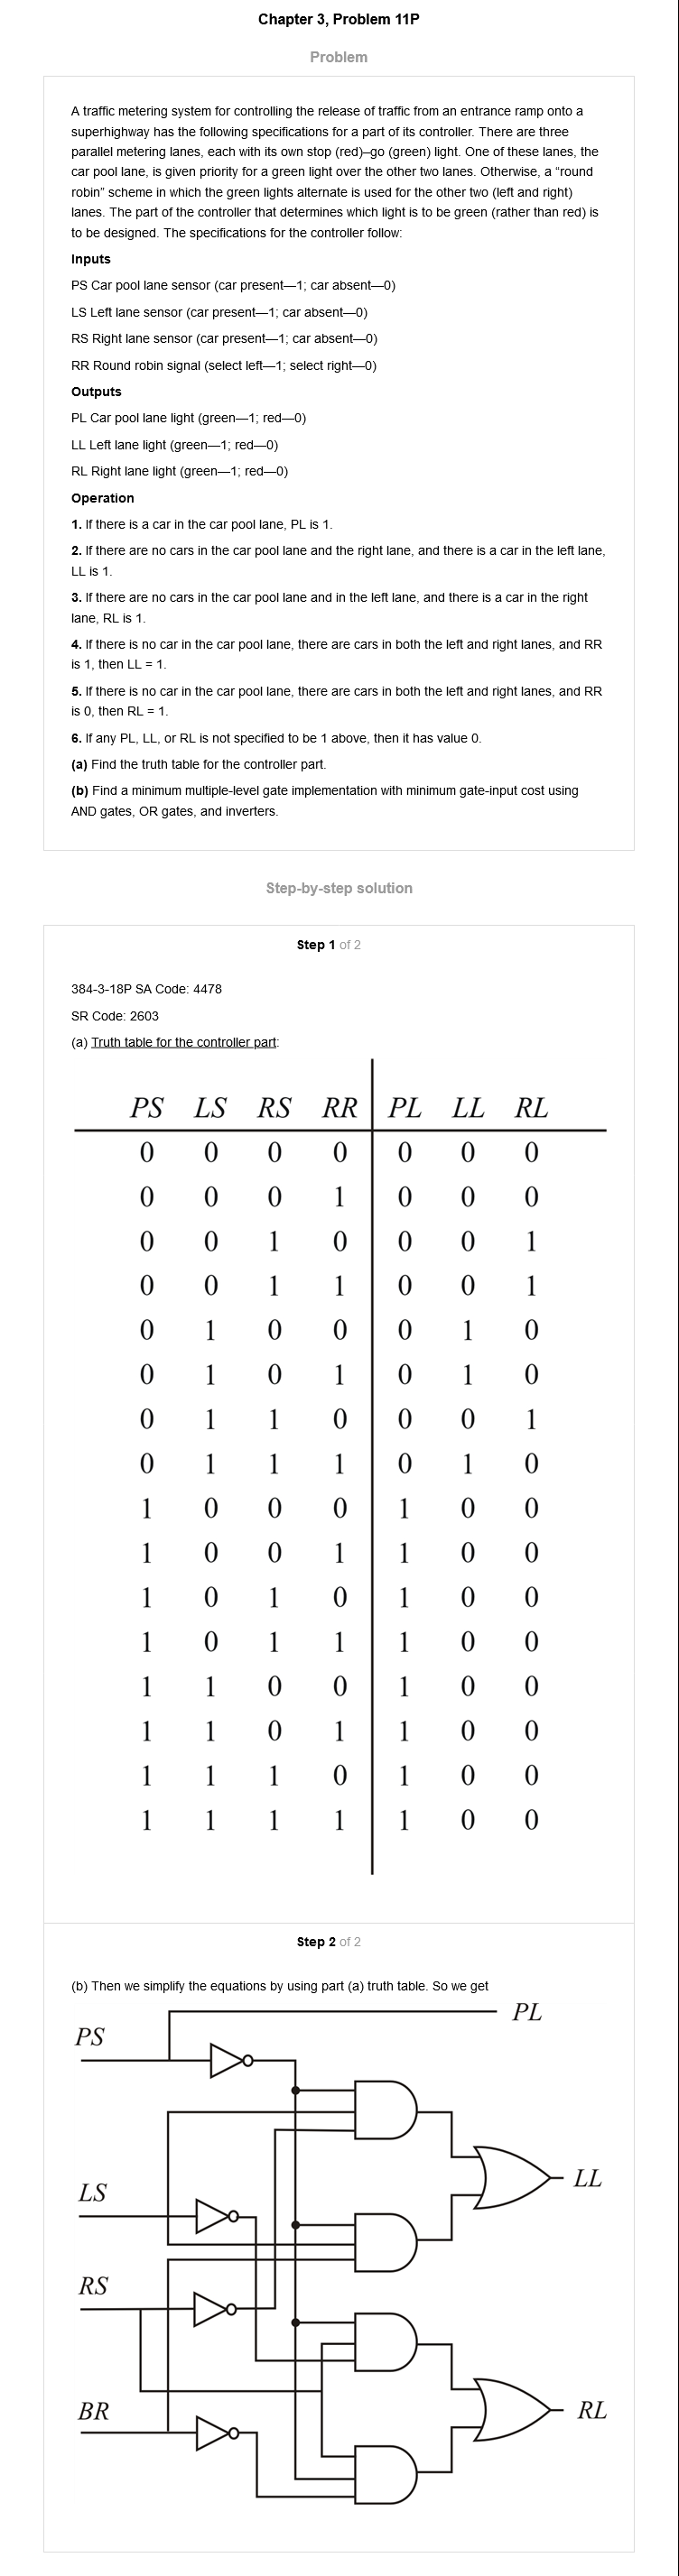 Chapter 3, Problem 11P
Problem
A traffic metering system for controlling the release of traffic from an entrance ramp onto a
superhighway has the following specifications for a part of its controller. There are three
parallel metering lanes, each with its own stop (red)–go (green) light. One of these lanes, the
car pool lane, is given priority for a green light over the other two lanes. Otherwise, a “round
robin” scheme in which the green lights alternate is used for the other two (left and right)
lanes. The part of the controller that determines which light is to be green (rather than red) is
to be designed. The specifications for the controller follow:
Inputs
PS Car pool lane sensor (car present—1; car absent—0)
LS Left lane sensor (car present—1; car absent—0)
RS Right lane sensor (car present—1; car absent—0)
RR Round robin signal (select left—1; select right—0)
Outputs
PL Car pool lane light (green—1; red—0)
LL Left lane light (green—1; red—0)
RL Right lane light (green—1; red—0)
Operation
1. If there is a car in the car pool lane, PL is 1.
2. If there are no cars in the car pool lane and the right lane, and there is a car in the left lane,
LL is 1.
3. If there are no cars in the car pool lane and in the left lane, and there is a car in the right
lane, RL is 1.
4. If there is no car in the car pool lane, there are cars in both the left and right lanes, and RR
is 1, then LL = 1.
5. If there is no car in the car pool lane, there are cars in both the left and right lanes, and RR
is 0, then RL = 1.
6. If any PL, LL, or RL is not specified to be 1 above, then it has value 0.
(a) Find the truth table for the controller part.
(b) Find a minimum multiple-level gate implementation with minimum gate-input cost using
AND gates, OR gates, and inverters.
Step-by-step solution
Step 1 of 2
384-3-18P SA Code: 4478
SR Code: 2603
(a) Truth table for the controller part:
PS LS RS RR PL LL RL
0 0 0 0 0 0 0
0 0 0 1 0 0 0
0 0 1 0 0 0 1
0 0 1 1 0 0 1
0 1 0 0 0 1 0
0 1 0 1 0 1 0
0 1 1 0 0 0 1
0 1 1 1 0 1 0
1 0 0 0 1 0 0
1 0 0 1 1 0 0
1 0 1 0 1 0 0
1 0 1 1 1 0 0
1 1 0 0 1 0 0
1 1 0 1 1 0 0
1 1 1 0 1 0 0
1 1 1 1 1 0 0
Step 2 of 2
(b) Then we simplify the equations by using part (a) truth table. So we get
PL
PS
LL
LS
RS
BR
RL